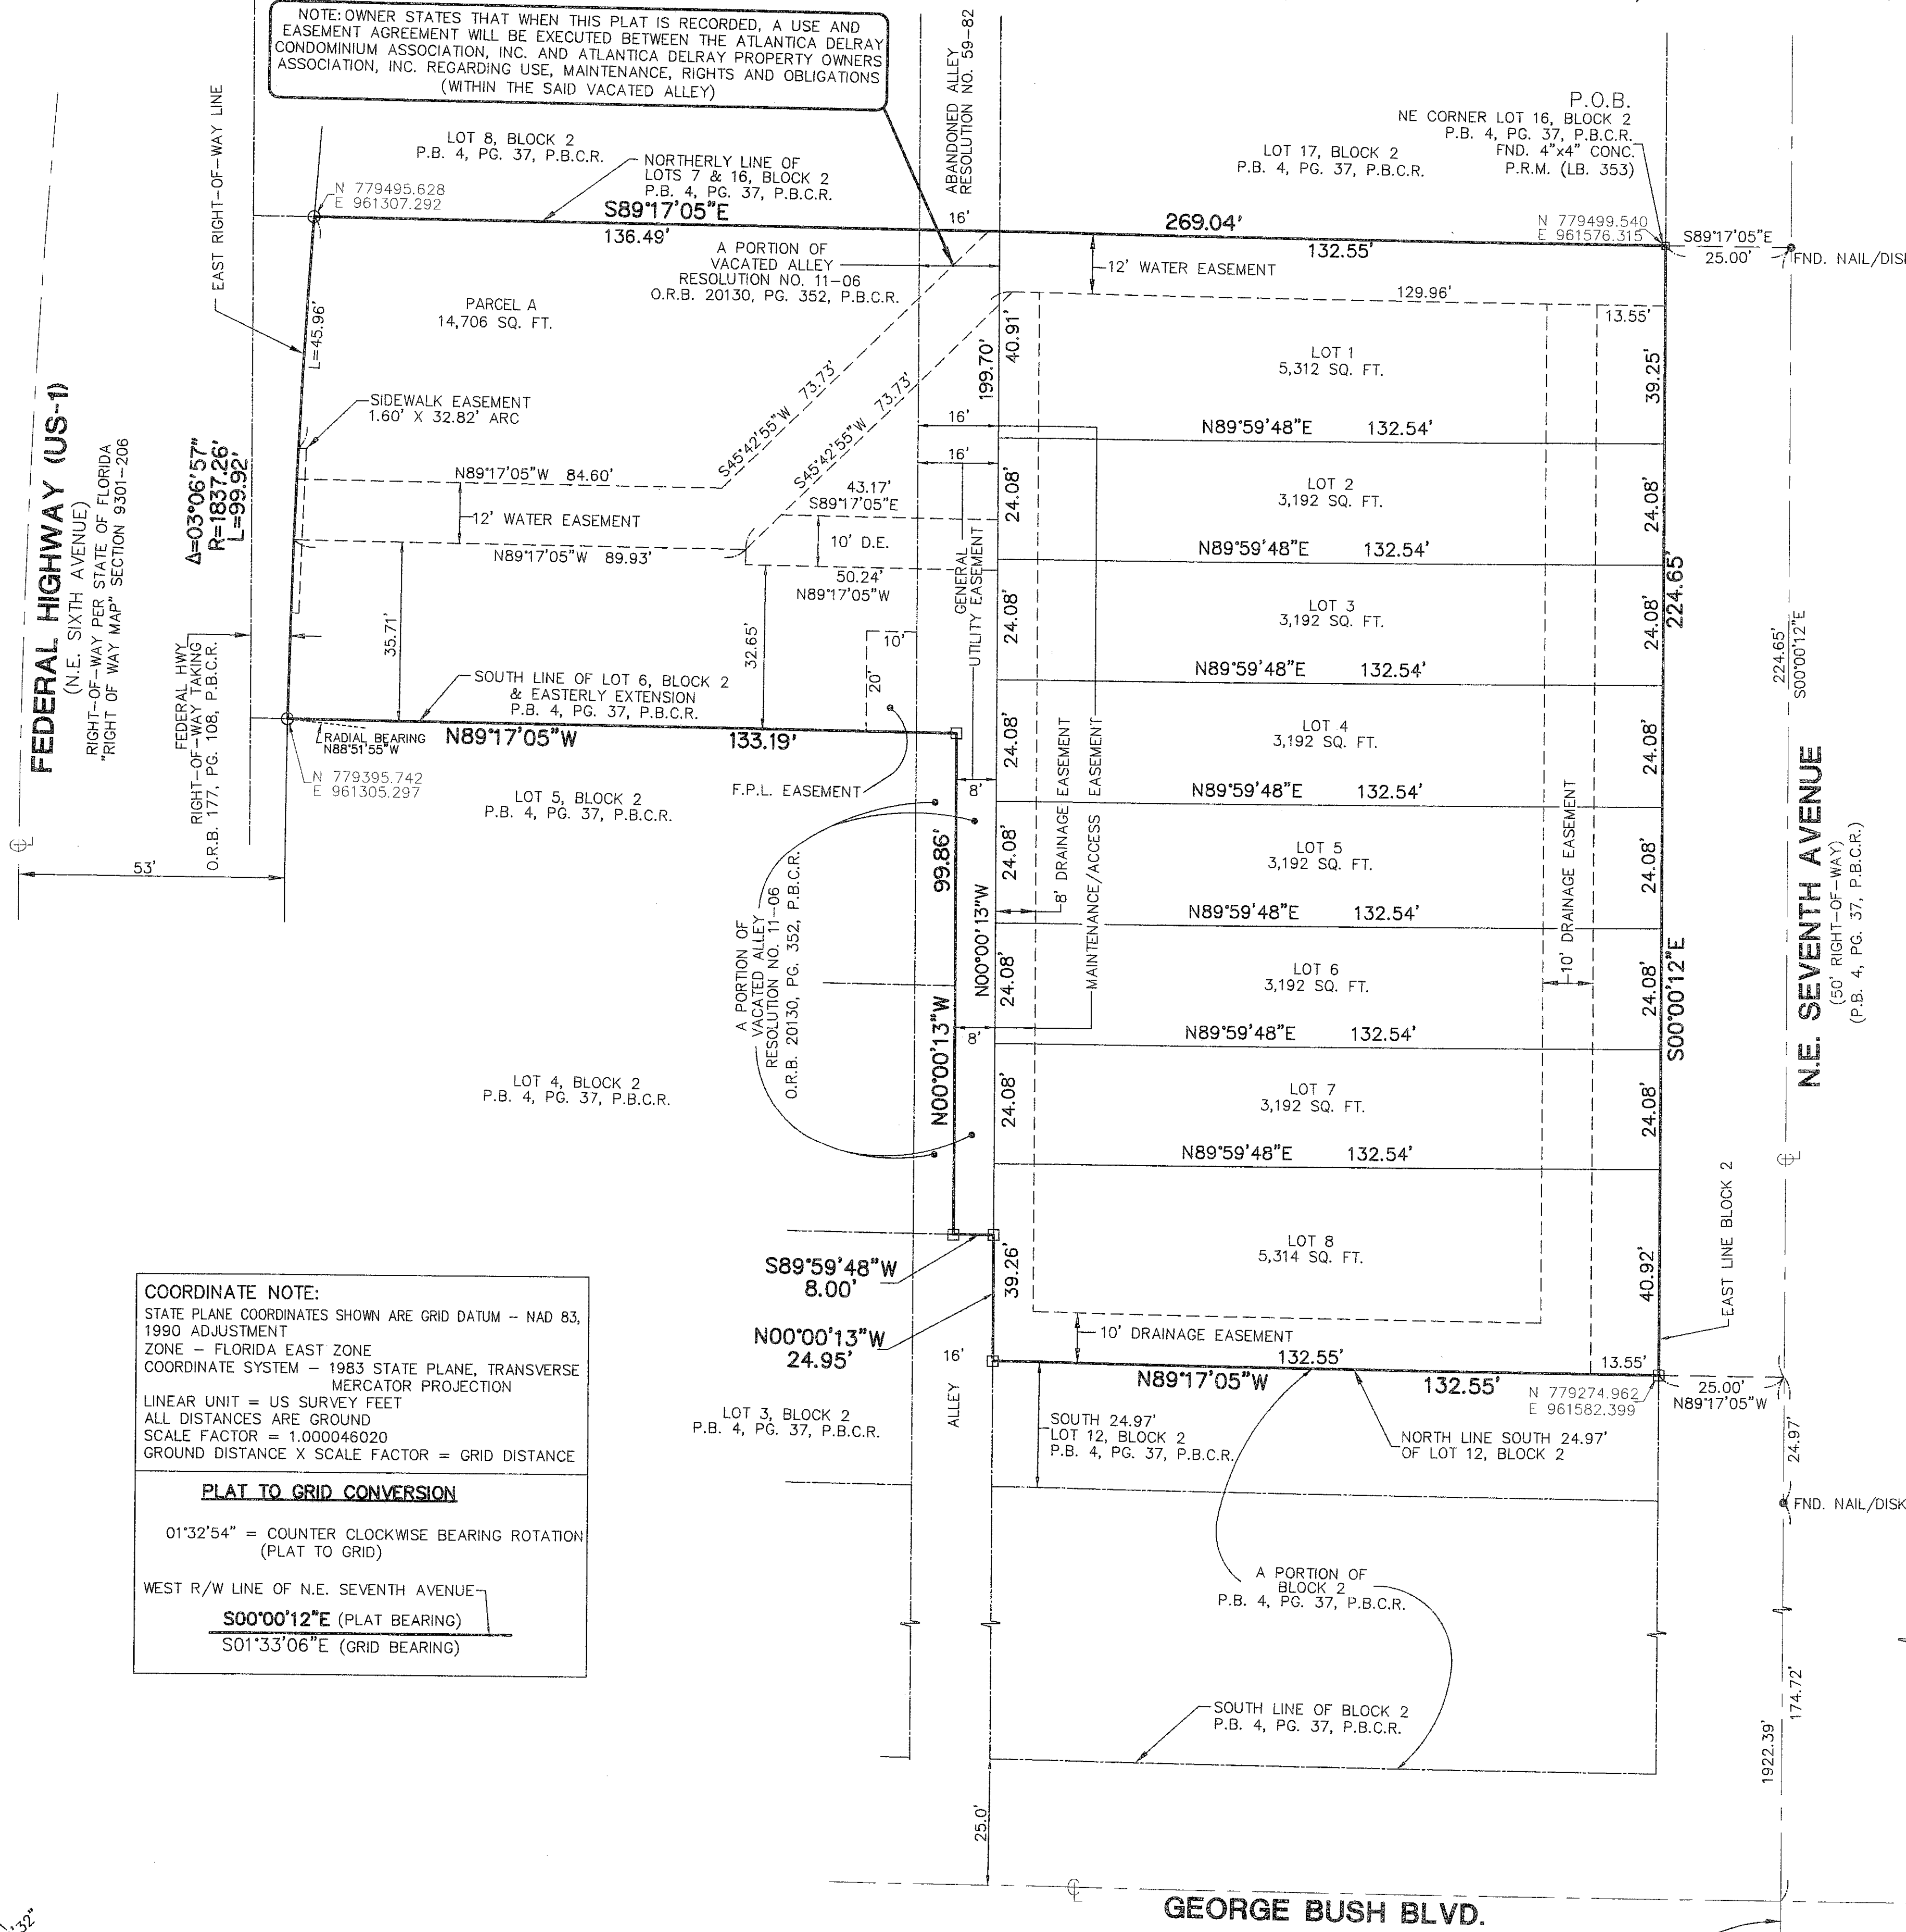 NOTE: OWNER STATES THAT WHEN THIS PLAT IS RECORDED, A USE AND
EASEMENT AGREEMENT WILL BE EXECUTED BETWEEN THE ATLANTICA DELRAY
CONDOMINIUM ASSOCIATION, INC. AND ATLANTICA DELRAY PROPERTY OWNERS
ASSOCIATION, INC. REGARDING USE, MAINTENANCE, RIGHTS AND OBLIGATIONS
(WITHIN THE SAID VACATED ALLEY)
ABANDONED ALLEY
RESOLUTION NO. 59-82
P.O.B.
NE CORNER LOT 16, BLOCK 2
P.B. 4, PG. 37, P.B.C.R.
FND. 4"x4" CONC.
P.R.M. (LB. 353)
LOT 17, BLOCK 2
P.B. 4, PG. 37, P.B.C.R.
LOT 8, BLOCK 2
P.B. 4, PG. 37, P.B.C.R.
NORTHERLY LINE OF
LOTS 7 & 16, BLOCK 2
P.B. 4, PG. 37, P.B.C.R.
EAST RIGHT-OF-WAY LINE
N 779495.628
E 961307.292
S89°17'05"E
136.49'
16'
269.04'
132.55'
N 779499.540
E 961576.315
S89°17'05"E
25.00'
FND. NAIL/DISK
A PORTION OF
VACATED ALLEY
RESOLUTION NO. 11-06
O.R.B. 20130, PG. 352, P.B.C.R.
12' WATER EASEMENT
129.96'
13.55'
PARCEL A
14,706 SQ. FT.
L=45.96'
SIDEWALK EASEMENT
1.60' X 32.82' ARC
S45°42'55"W 73.73'
S45°42'55"W 73.73'
199.70'
40.91'
LOT 1
5,312 SQ. FT.
39.25'
16'
N89°59'48"E 132.54'
16'
FEDERAL HIGHWAY (US-1)
(N.E. SIXTH AVENUE)
RIGHT-OF-WAY PER STATE OF FLORIDA
"RIGHT OF WAY MAP" SECTION 9301-206
Δ=03°06'57"
R=1837.26'
L=99.92'
N89°17'05"W 84.60'
12' WATER EASEMENT
N89°17'05"W 89.93'
43.17'
S89°17'05"E
10' D.E.
50.24'
N89°17'05"W
GENERAL
UTILITY EASEMENT
24.08'
LOT 2
3,192 SQ. FT.
24.08'
N89°59'48"E 132.54'
24.08'
LOT 3
3,192 SQ. FT.
24.08'
224.65'
N89°59'48"E 132.54'
224.65'
S00°00'12"E
35.71'
32.65'
10'
20'
FEDERAL HWY
RIGHT-OF-WAY TAKING
O.R.B. 177, PG. 108, P.B.C.R.
SOUTH LINE OF LOT 6, BLOCK 2
& EASTERLY EXTENSION
P.B. 4, PG. 37, P.B.C.R.
RADIAL BEARING
N88°51'55"W
N89°17'05"W 133.19'
N 779395.742
E 961305.297
LOT 5, BLOCK 2
P.B. 4, PG. 37, P.B.C.R.
F.P.L. EASEMENT
8'
53'
24.08'
LOT 4
3,192 SQ. FT.
24.08'
N89°59'48"E 132.54'
8' DRAINAGE EASEMENT
MAINTENANCE/ACCESS EASEMENT
10' DRAINAGE EASEMENT
99.86'
N00°00'13"W
24.08'
LOT 5
3,192 SQ. FT.
24.08'
N89°59'48"E 132.54'
A PORTION OF
VACATED ALLEY
RESOLUTION NO. 11-06
O.R.B. 20130, PG. 352, P.B.C.R.
N00°00'13"W
24.08'
LOT 6
3,192 SQ. FT.
24.08'
S00°00'12"E
N89°59'48"E 132.54'
8'
N.E. SEVENTH AVENUE
(50' RIGHT-OF-WAY)
(P.B. 4, PG. 37, P.B.C.R.)
LOT 4, BLOCK 2
P.B. 4, PG. 37, P.B.C.R.
24.08'
LOT 7
3,192 SQ. FT.
24.08'
N89°59'48"E 132.54'
EAST LINE BLOCK 2
S89°59'48"W
8.00'
39.26'
LOT 8
5,314 SQ. FT.
40.92'
N00°00'13"W
24.95'
10' DRAINAGE EASEMENT
16'
132.55'
13.55'
N89°17'05"W 132.55'
N 779274.962
E 961582.399
25.00'
N89°17'05"W
ALLEY
LOT 3, BLOCK 2
P.B. 4, PG. 37, P.B.C.R.
SOUTH 24.97'
LOT 12, BLOCK 2
P.B. 4, PG. 37, P.B.C.R.
NORTH LINE SOUTH 24.97'
OF LOT 12, BLOCK 2
24.97'
FND. NAIL/DISK
COORDINATE NOTE:
STATE PLANE COORDINATES SHOWN ARE GRID DATUM - NAD 83,
1990 ADJUSTMENT
ZONE - FLORIDA EAST ZONE
COORDINATE SYSTEM - 1983 STATE PLANE, TRANSVERSE
MERCATOR PROJECTION
LINEAR UNIT = US SURVEY FEET
ALL DISTANCES ARE GROUND
SCALE FACTOR = 1.000046020
GROUND DISTANCE X SCALE FACTOR = GRID DISTANCE
PLAT TO GRID CONVERSION
01°32'54" = COUNTER CLOCKWISE BEARING ROTATION
(PLAT TO GRID)
WEST R/W LINE OF N.E. SEVENTH AVENUE
S00°00'12"E (PLAT BEARING)
S01°33'06"E (GRID BEARING)
A PORTION OF
BLOCK 2
P.B. 4, PG. 37, P.B.C.R.
SOUTH LINE OF BLOCK 2
P.B. 4, PG. 37, P.B.C.R.
174.72'
1922.39'
25.0'
GEORGE BUSH BLVD.